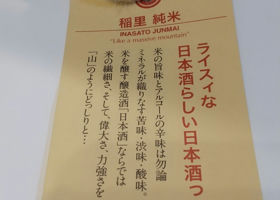 稲里 純米
INASATO JUNMAI
"Like a massive mountain"
ライスィな
日本酒らしい日本酒っ
米の旨味とアルコールの辛味は勿論
ミネラルが織りなす苦味・渋味・酸味。
米を醸す醸造酒「日本酒」ならでは
米の繊細さ、そして、偉大さ、力強さを
「山」のようにどっしりと…